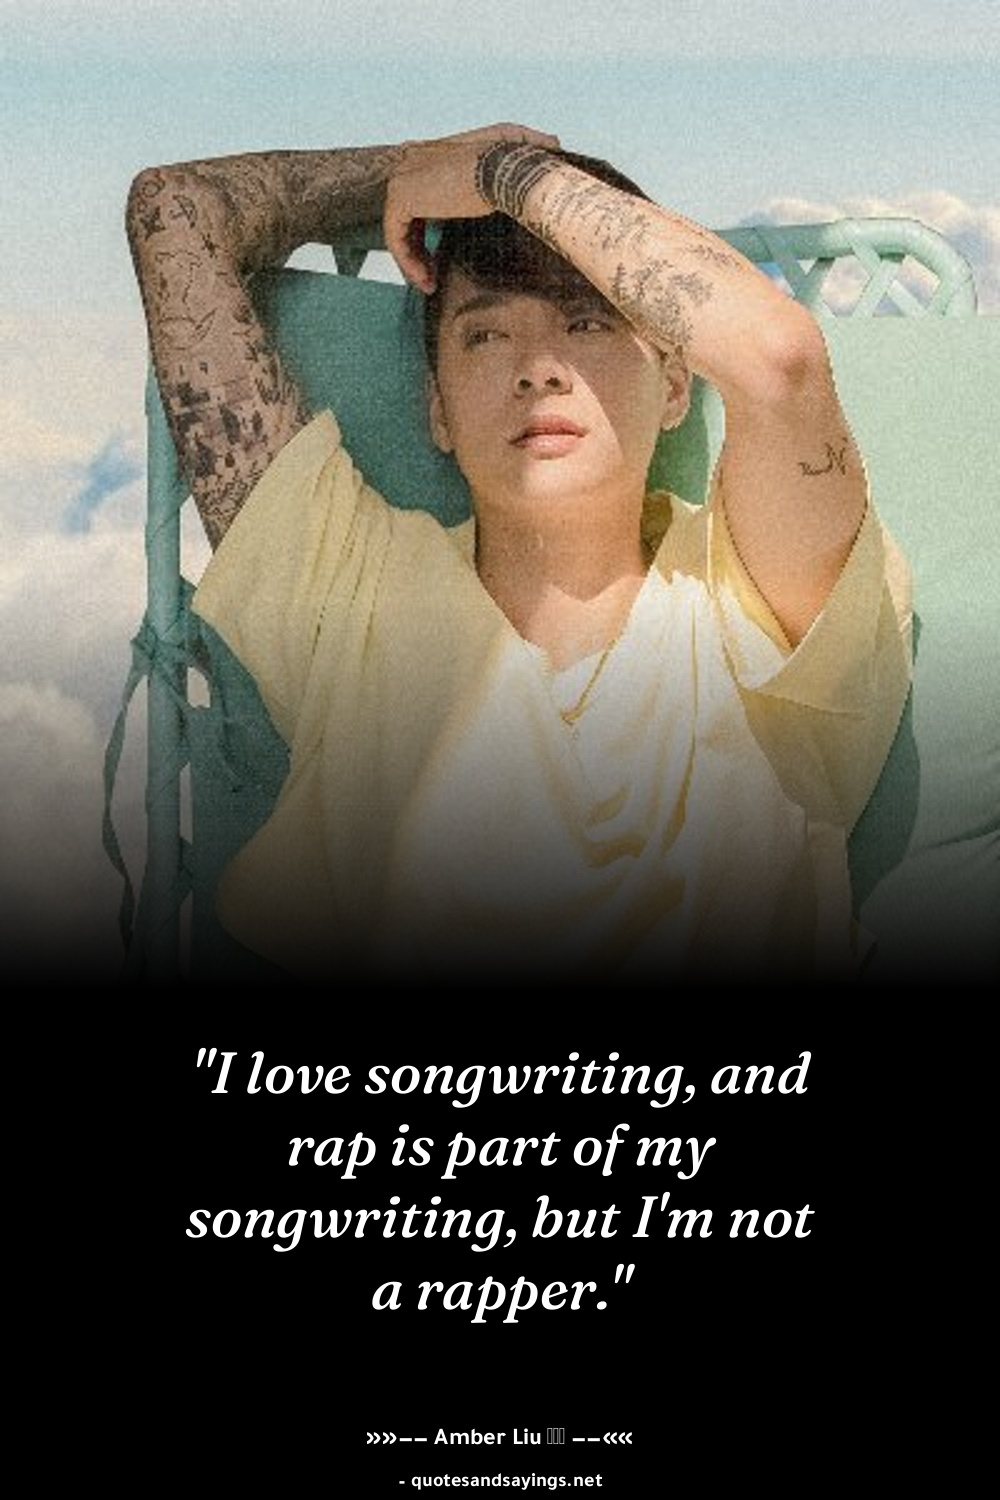 "I love songwriting, and
rap is part of my
songwriting, but I'm not
a rapper."
»»−− Amber Liu −−««
- quotesandsayings.net